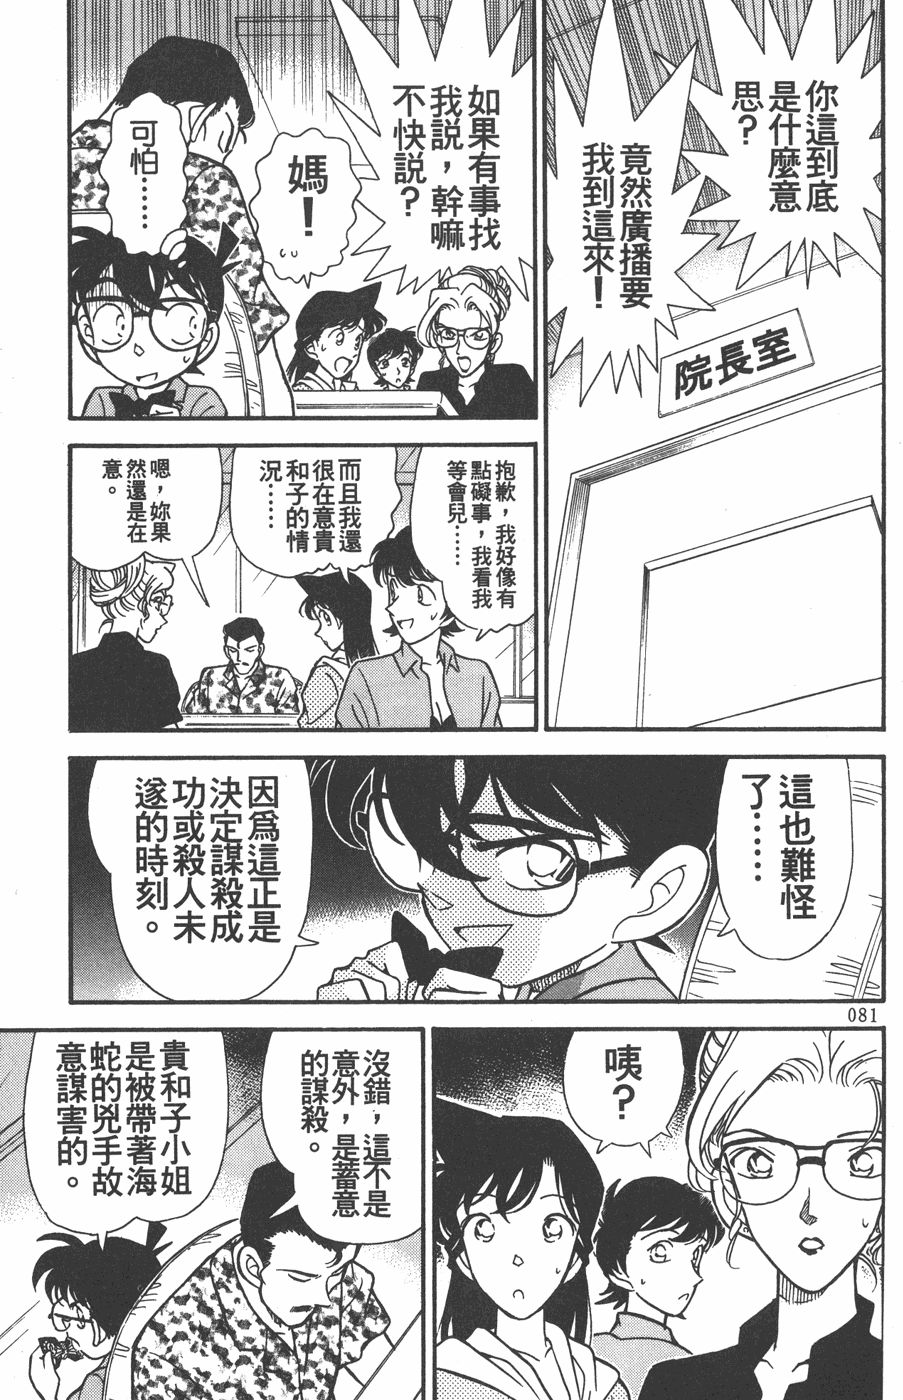 你這到底
是什麼意
思？
竟然廣播要
我到這來！
院長室
如果有事找
我說，幹嘛
不快說？
媽！
可怕……
抱歉，我好像有
點礙事，我看我
等會兒……
而且我還
很在意貴
和子的情
況……
嗯，妳果
然還是在
意。
這也難怪
了……
因為這正是
決定謀殺成
功或殺人未
遂的時刻。
081
咦？
沒錯，這不是
意外，是蓄意
的謀殺。
貴和子小姐
是被帶著海
蛇的兇手故
意謀害的。